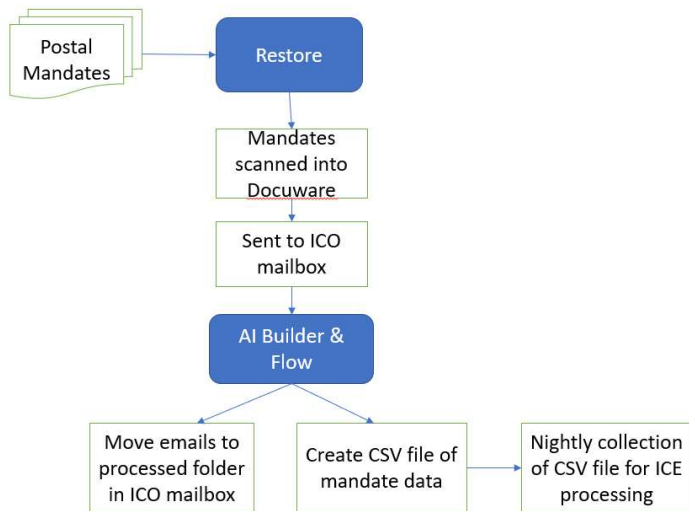 Postal
Mandates
Restore
Mandates
scanned into
Docuware
Sent to ICO
mailbox
AI Builder &
Flow
Move emails to
processed folder
in ICO mailbox
Create CSV file of
mandate data
Nightly collection
of CSV file for ICE
processing